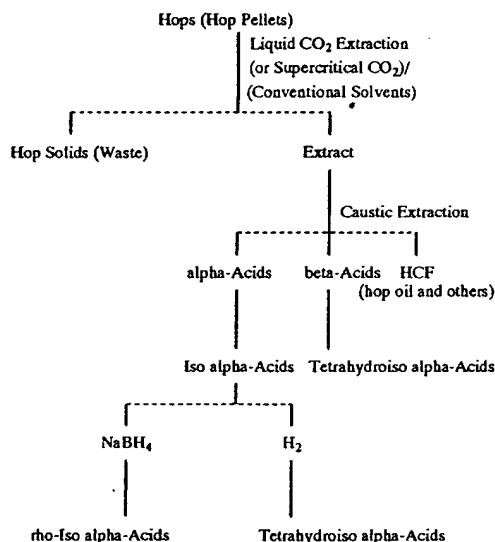 Hops (Hop Pellets)
Liquid CO₂ Extraction
(or Supercritical CO₂)/
(Conventional Solvents)
Hop Solids (Waste)
Extract
Caustic Extraction
alpha-Acids
beta-Acids
HCF
(hop oil and others)
Iso alpha-Acids
Tetrahydroiso alpha-Acids
NaBH₄
H₂
rho-Iso alpha-Acids
Tetrahydroiso alpha-Acids